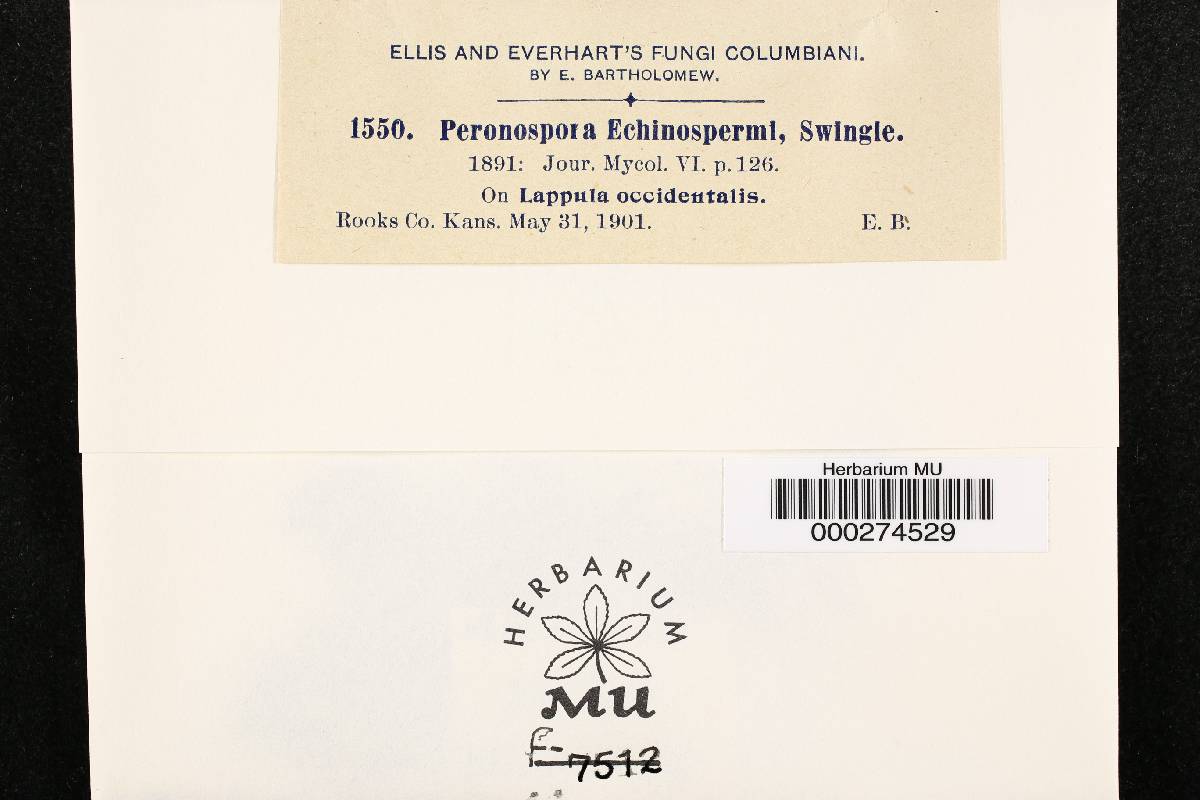 ELLIS AND EVERHART'S FUNGI COLUMBIANI.
BY E. BARTHOLOMEW.
1550. Peronospora Echinospermi, Swingle.
1891: Jour. Mycol. VI. p. 126.
On Lappula occidentalis.
Rooks Co. Kans. May 31, 1901. E. B.
Herbarium MU
000274529
HERBARIUM
MU
F-7512